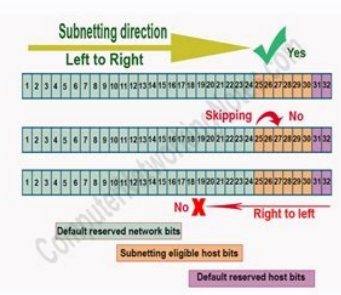 Subnetting direction
Left to Right
Yes
1 2 3 4 5 6 7 8 9 10 11 12 13 14 15 16 17 18 19 20 21 22 23 24 25 26 27 28 29 30 31 32
Skipping No
1 2 3 4 5 6 7 8 9 10 11 12 13 14 15 16 17 18 19 20 21 22 23 24 25 26 27 28 29 30 31 32
1 2 3 4 5 6 7 8 9 10 11 12 13 14 15 16 17 18 19 20 21 22 23 24 25 26 27 28 29 30 31 32
No X Right to left
Default reserved network bits
Subnetting eligible host bits
Default reserved host bits